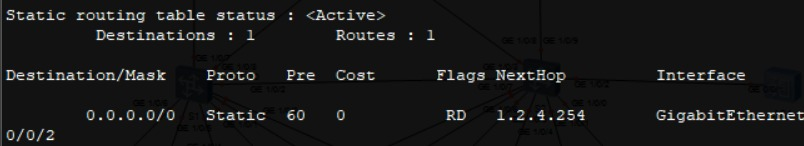 Static routing table status : <Active>
Destinations : 1 Routes : 1
Destination/Mask Proto Pre Cost Flags NextHop Interface
0.0.0.0/0 Static 60 0 RD 1.2.4.254 GigabitEthernet
0/0/2